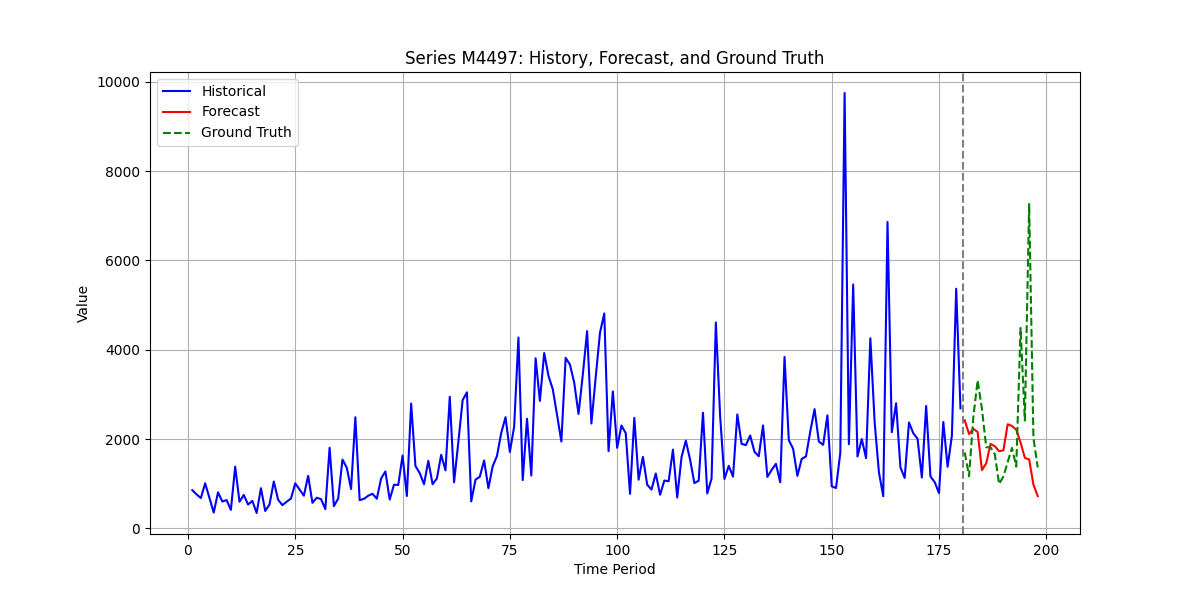 Series M4497: History, Forecast, and Ground Truth
Historical
Forecast
Ground Truth
Value
10000
8000
6000
4000
2000
0
0 25 50 75 100 125 150 175 200
Time Period